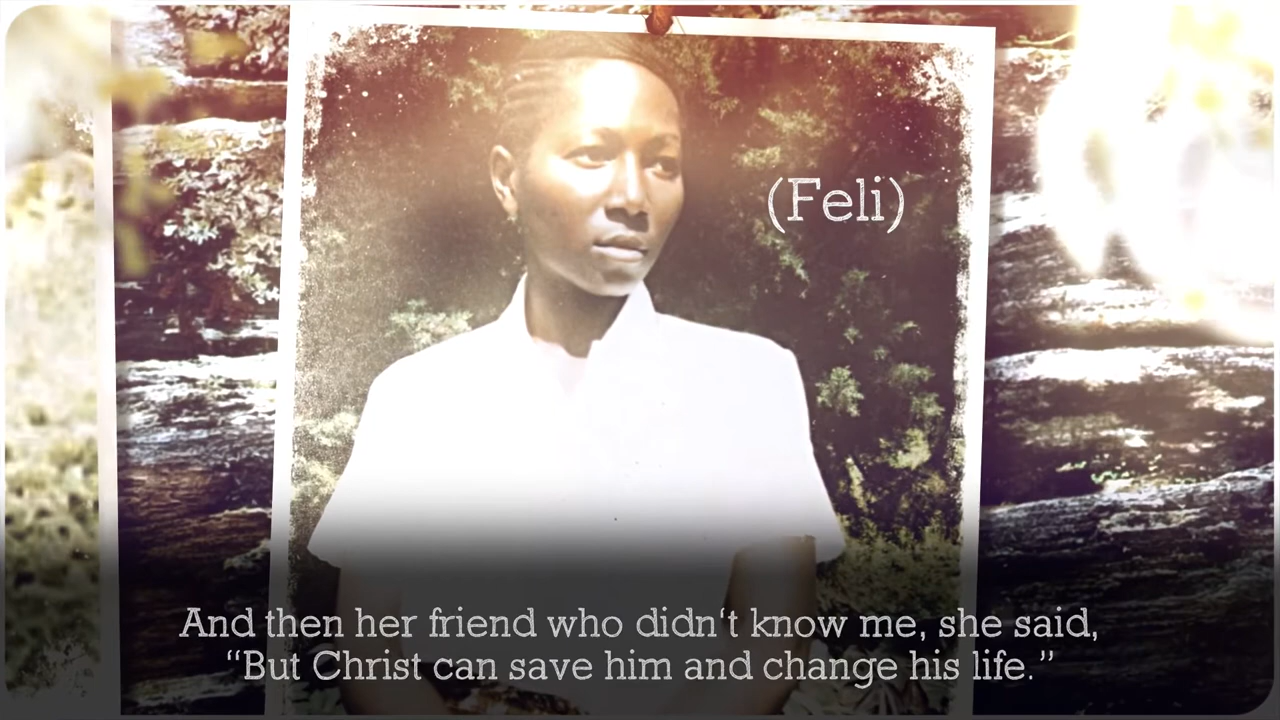 (Feli)
And then her friend who didn‘t know me, she said,
“But Christ can save him and change his life.”